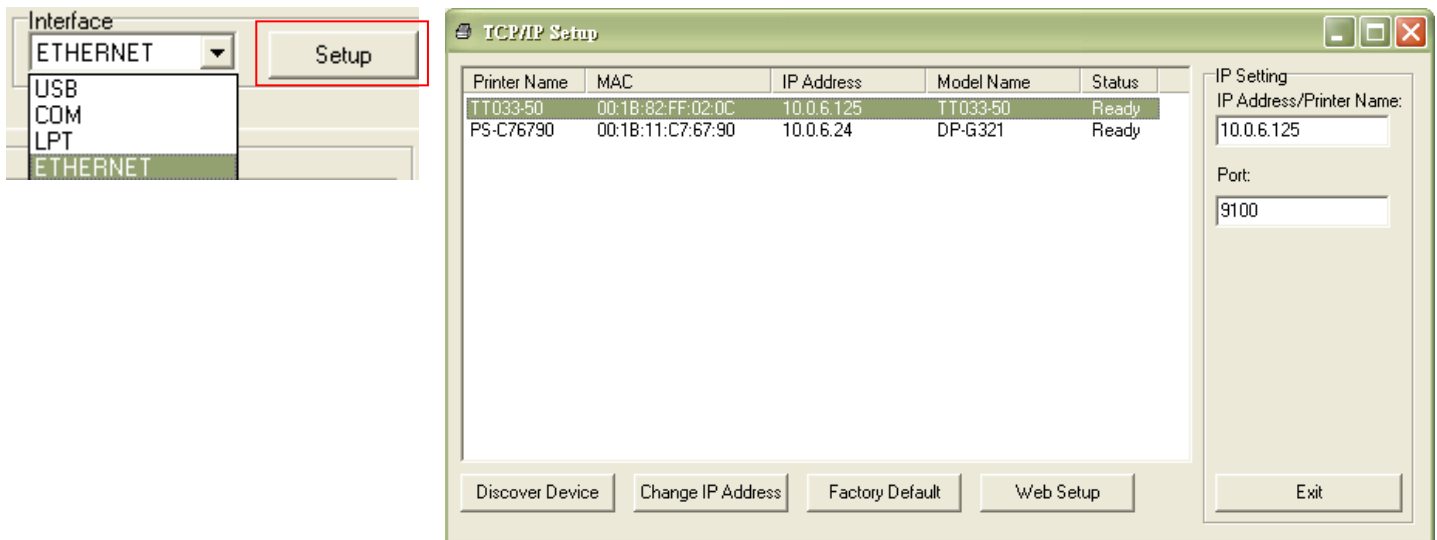 Interface
ETHERNET
Setup
USB
COM
LPT
ETHERNET
TCP/IP Setup
Printer Name MAC IP Address Model Name Status
TT033-50 00:1B:82:FF:02:0C 10.0.6.125 TT033-50 Ready
PS-C76790 00:1B:11:C7:67:90 10.0.6.24 DP-G321 Ready
IP Setting
IP Address/Printer Name:
10.0.6.125
Port:
9100
Discover Device Change IP Address Factory Default Web Setup Exit